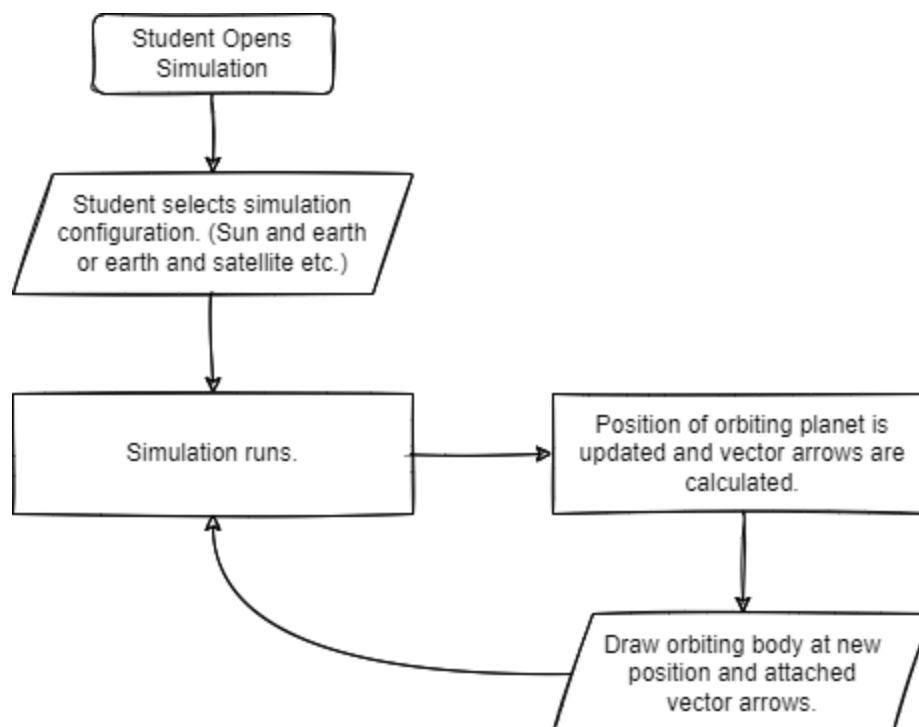 Student Opens
Simulation
Student selects simulation
configuration. (Sun and earth
or earth and satellite etc.)
Simulation runs.
Position of orbiting planet is
updated and vector arrows are
calculated.
Draw orbiting body at new
position and attached
vector arrows.